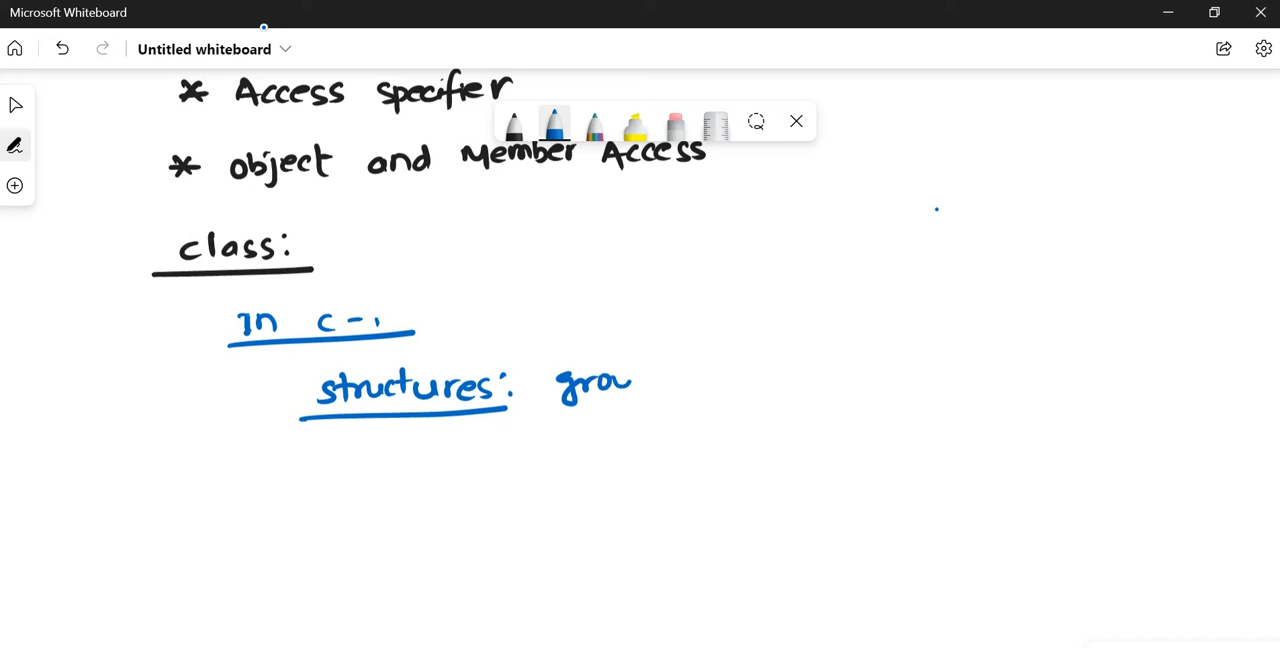 Microsoft Whiteboard
Untitled whiteboard
* Access specifier
* object and Member Access
class:
In c -,
structures: grou